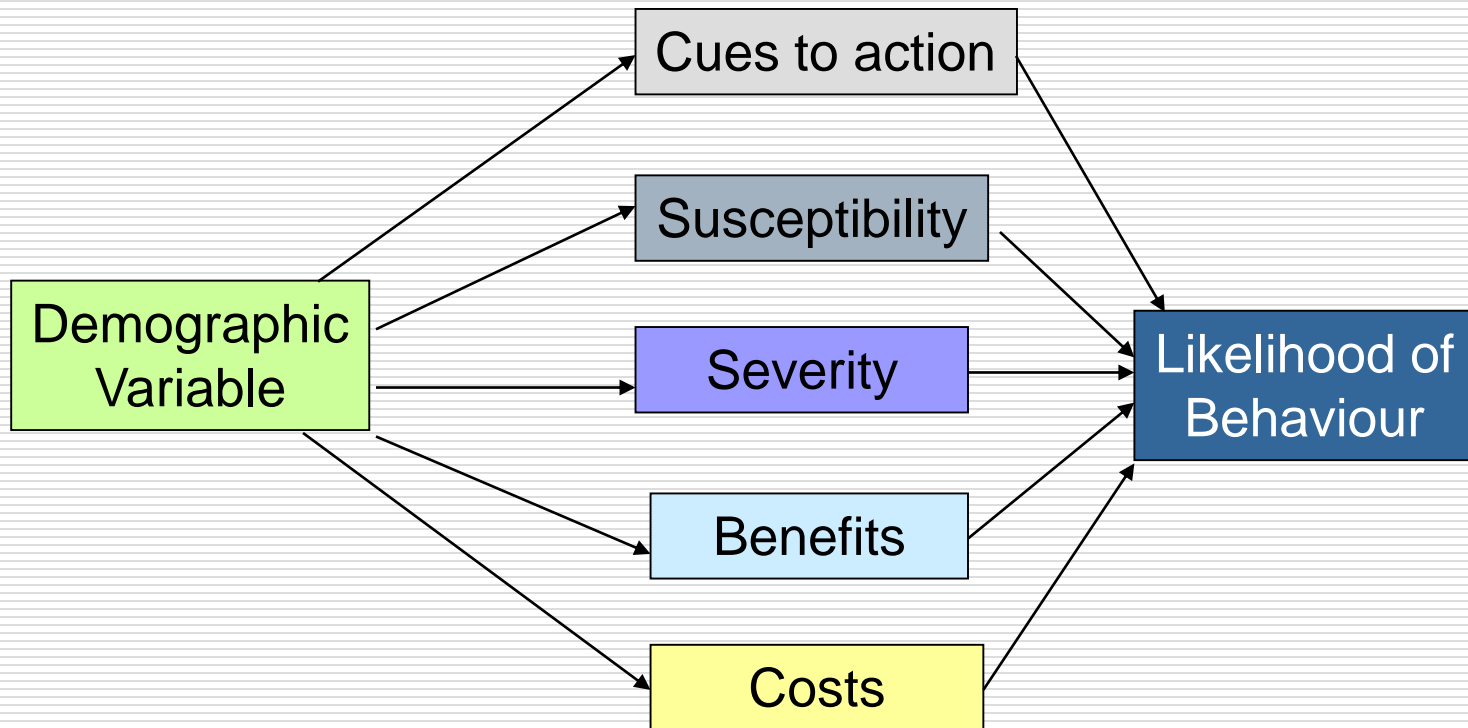 Cues to action
Susceptibility
Demographic
Variable
Severity
Likelihood of
Behaviour
Benefits
Costs